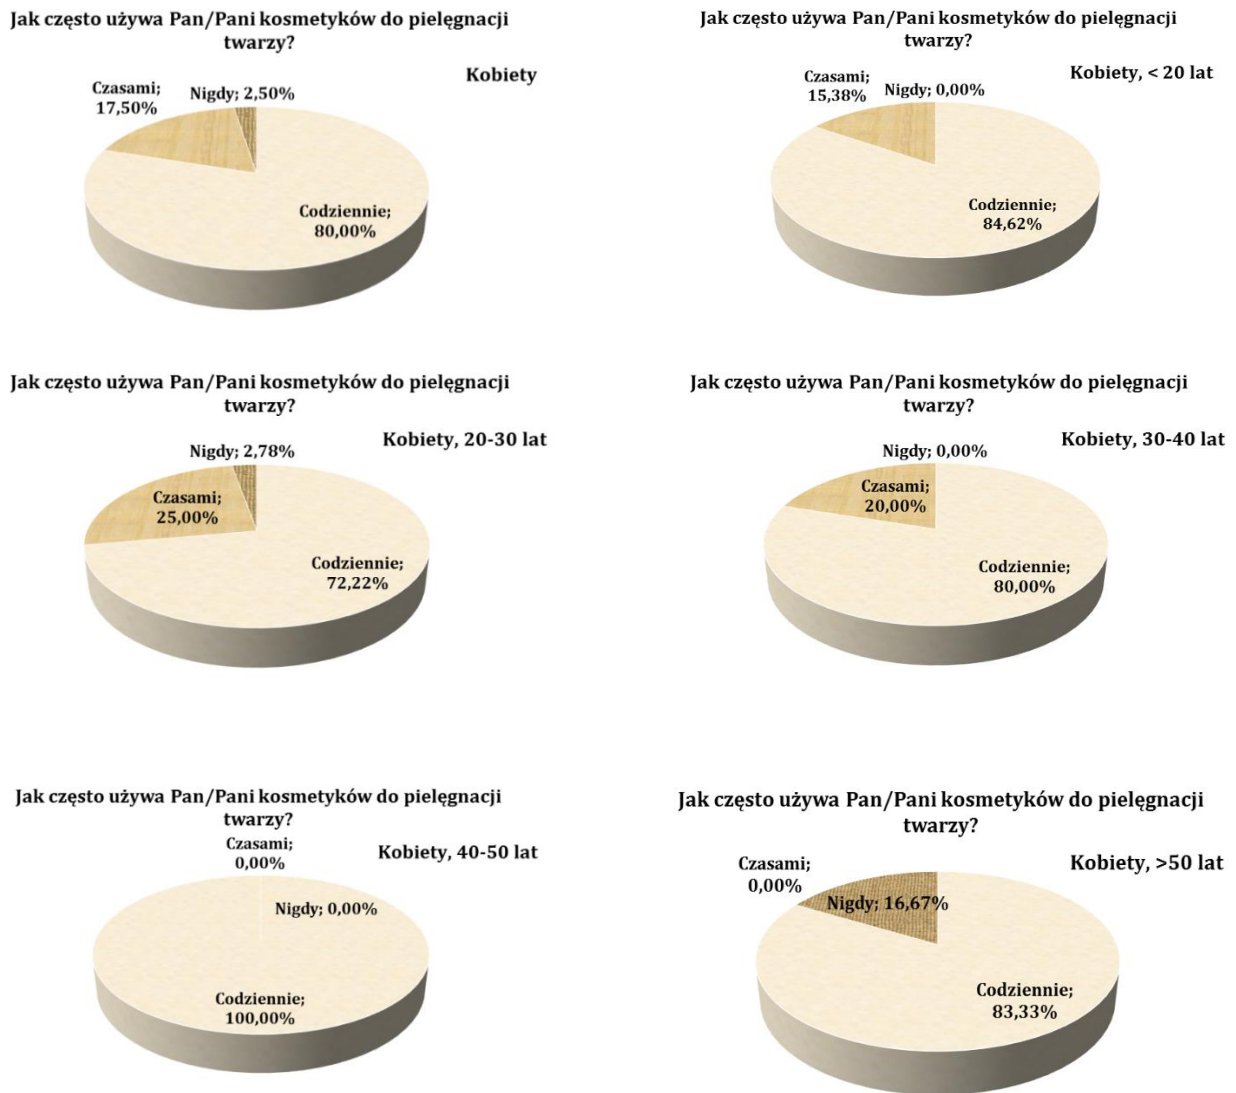 Jak często używa Pan/Pani kosmetyków do pielęgnacji
twarzy?
Kobiety
Czasami;
17,50%
Nigdy; 2,50%
Codziennie;
80,00%
Jak często używa Pan/Pani kosmetyków do pielęgnacji
twarzy?
Kobiety, < 20 lat
Czasami;
15,38%
Nigdy; 0,00%
Codziennie;
84,62%
Jak często używa Pan/Pani kosmetyków do pielęgnacji
twarzy?
Kobiety, 20-30 lat
Nigdy; 2,78%
Czasami;
25,00%
Codziennie;
72,22%
Jak często używa Pan/Pani kosmetyków do pielęgnacji
twarzy?
Kobiety, 30-40 lat
Nigdy; 0,00%
Czasami;
20,00%
Codziennie;
80,00%
Jak często używa Pan/Pani kosmetyków do pielęgnacji
twarzy?
Czasami;
0,00%
Kobiety, 40-50 lat
Nigdy; 0,00%
Codziennie;
100,00%
Jak często używa Pan/Pani kosmetyków do pielęgnacji
twarzy?
Kobiety, >50 lat
Czasami;
0,00%
Nigdy; 16,67%
Codziennie;
83,33%